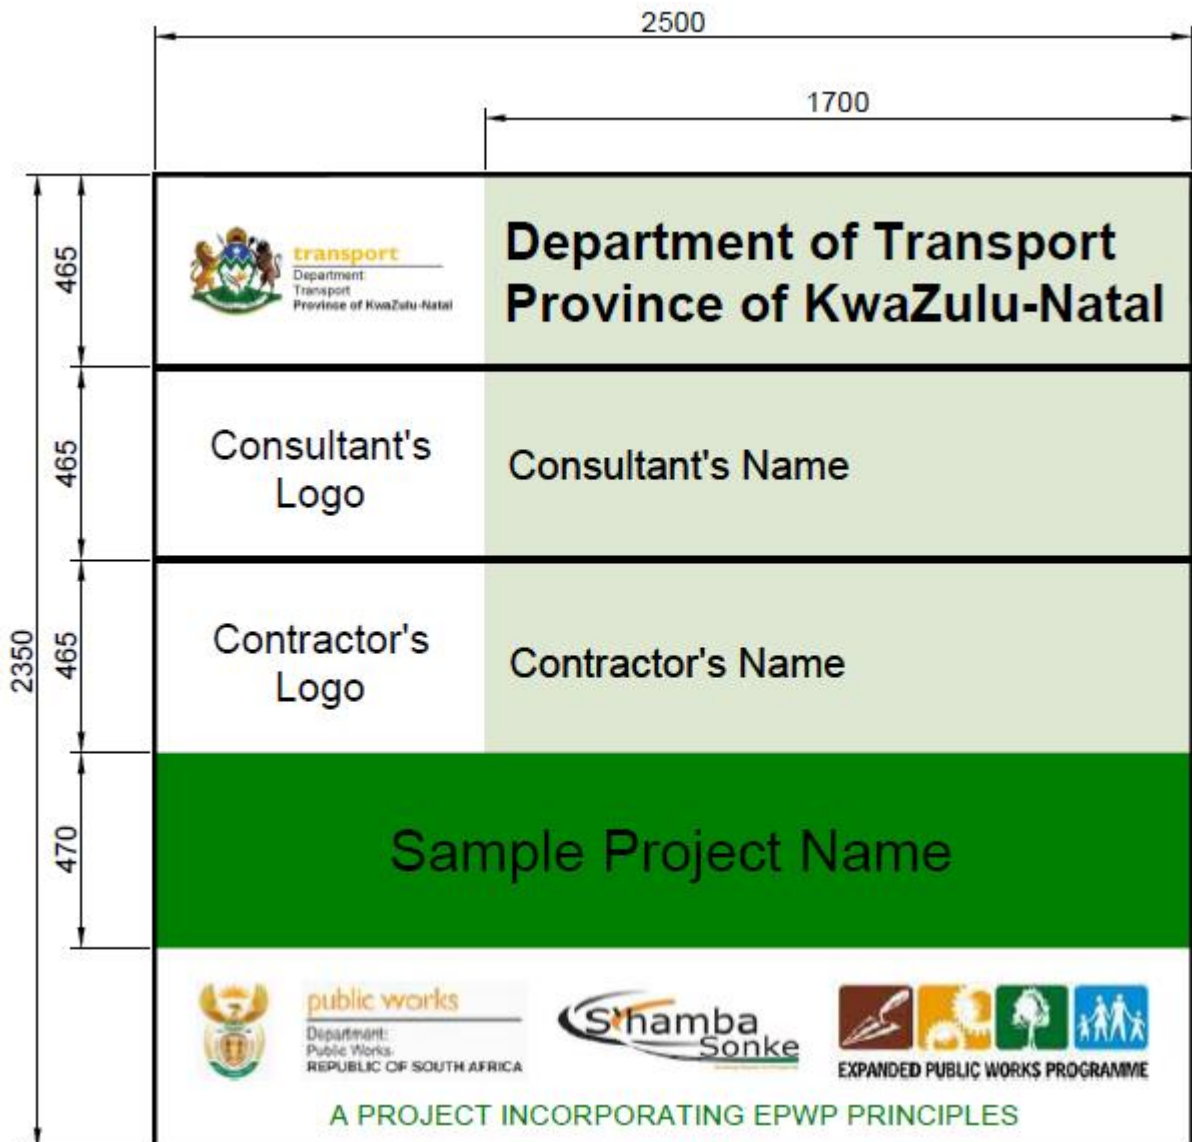 2500
1700
465
transport
Department
Transport
Province of KwaZulu-Natal
Department of Transport
Province of KwaZulu-Natal
465
Consultant's
Logo
Consultant's Name
2350
465
Contractor's
Logo
Contractor's Name
470
Sample Project Name
public works
Department:
Public Works
REPUBLIC OF SOUTH AFRICA
S'hamba
Sonke
EXPANDED PUBLIC WORKS PROGRAMME
A PROJECT INCORPORATING EPWP PRINCIPLES